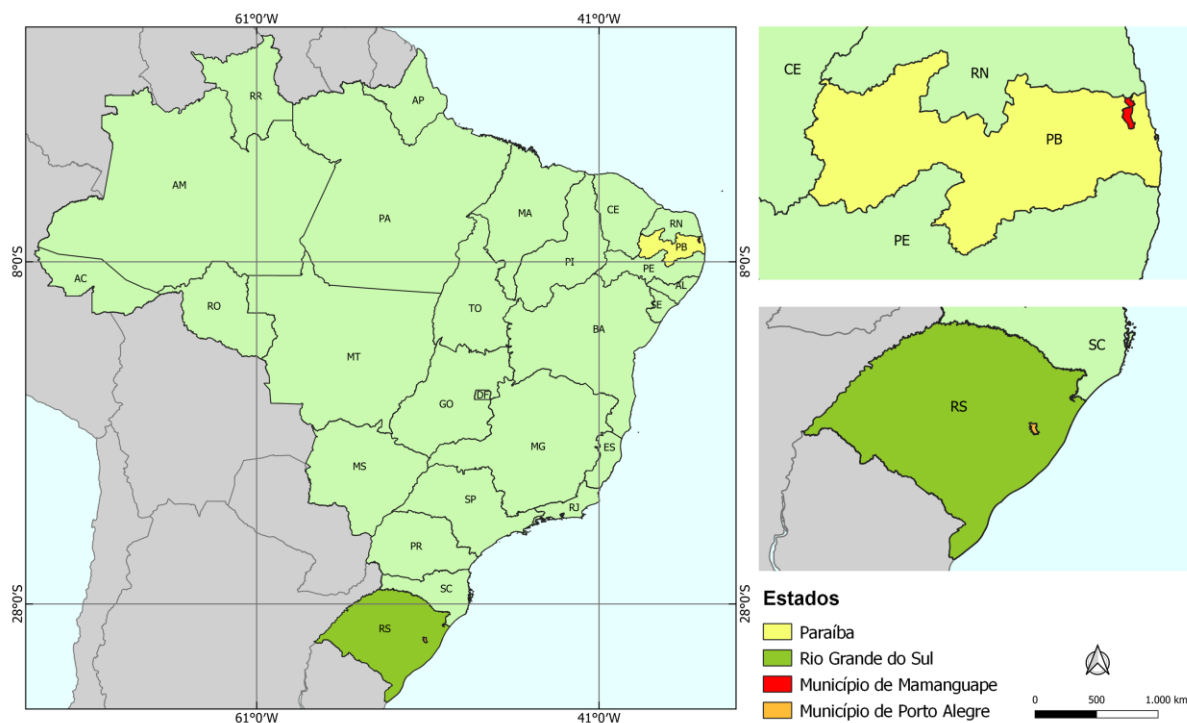 61°0'W 41°0'W
RR
AP
AM
PA
MA
CE
RN
PB
PI
PE
8°0'S 8°0'S
AC
AL
SE
RO
TO
BA
MT
GO
DF
MG
ES
MS
SP
RJ
PR
SC
28°0'S 28°0'S
RS
61°0'W 41°0'W
CE
RN
PB
PE
SC
RS
Estados
Paraíba
Rio Grande do Sul
Município de Mamanguape
Município de Porto Alegre
0 500 1.000 km